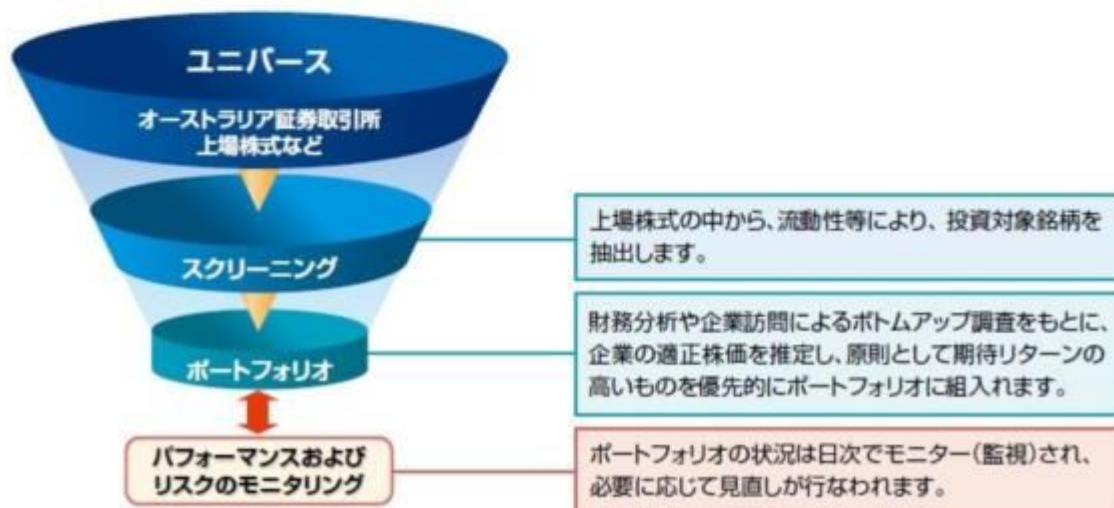 ユニバース
オーストラリア証券取引所
上場株式など
スクリーニング
上場株式の中から、流動性等により、投資対象銘柄を
抽出します。
ポートフォリオ
財務分析や企業訪問によるボトムアップ調査をもとに、
企業の適正株価を推定し、原則として期待リターンの
高いものを優先的にポートフォリオに組入れます。
パフォーマンスおよび
リスクのモニタリング
ポートフォリオの状況は日次でモニター（監視）され、
必要に応じて見直しが行なわれます。